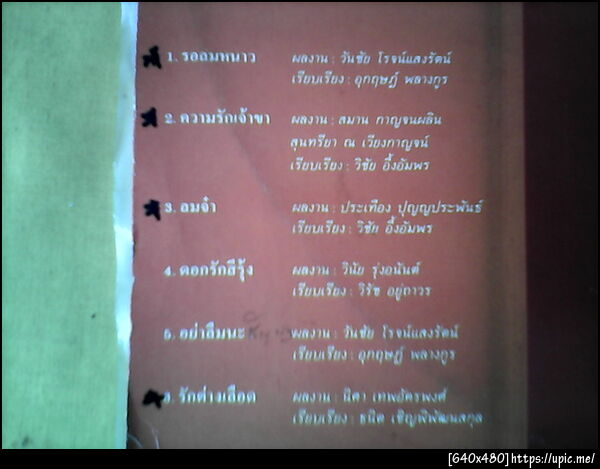 1. รอลมหนาว ผลงาน : วันชัย โรจน์แสงรัตน์
เรียบเรียง : อุกฤษฎ์ พลางกูร
2. ความรักเจ้าขา ผลงาน : สมาน กาญจนผลิน
สุนทรียา ณ เวียงกาญจน์
เรียบเรียง : วิชัย อึ้งอัมพร
3. ลมจ๋า ผลงาน : ประเทือง บุญญประพันธ์
เรียบเรียง : วิชัย อึ้งอัมพร
4. ดอกรักสีรุ้ง ผลงาน : วินัย รุ่งอนันต์
เรียบเรียง : วิรัช อยู่ถาวร
5. อย่าลืมนะ ผลงาน : วันชัย โรจน์แสงรัตน์
เรียบเรียง : อุกฤษฎ์ พลางกูร
รักต่างเลือด ผลงาน : นิศา เทพอัครพงศ์
เรียบเรียง : ธนิต เชิญพิพัฒนสกุล
[640x480]https://upic.me/